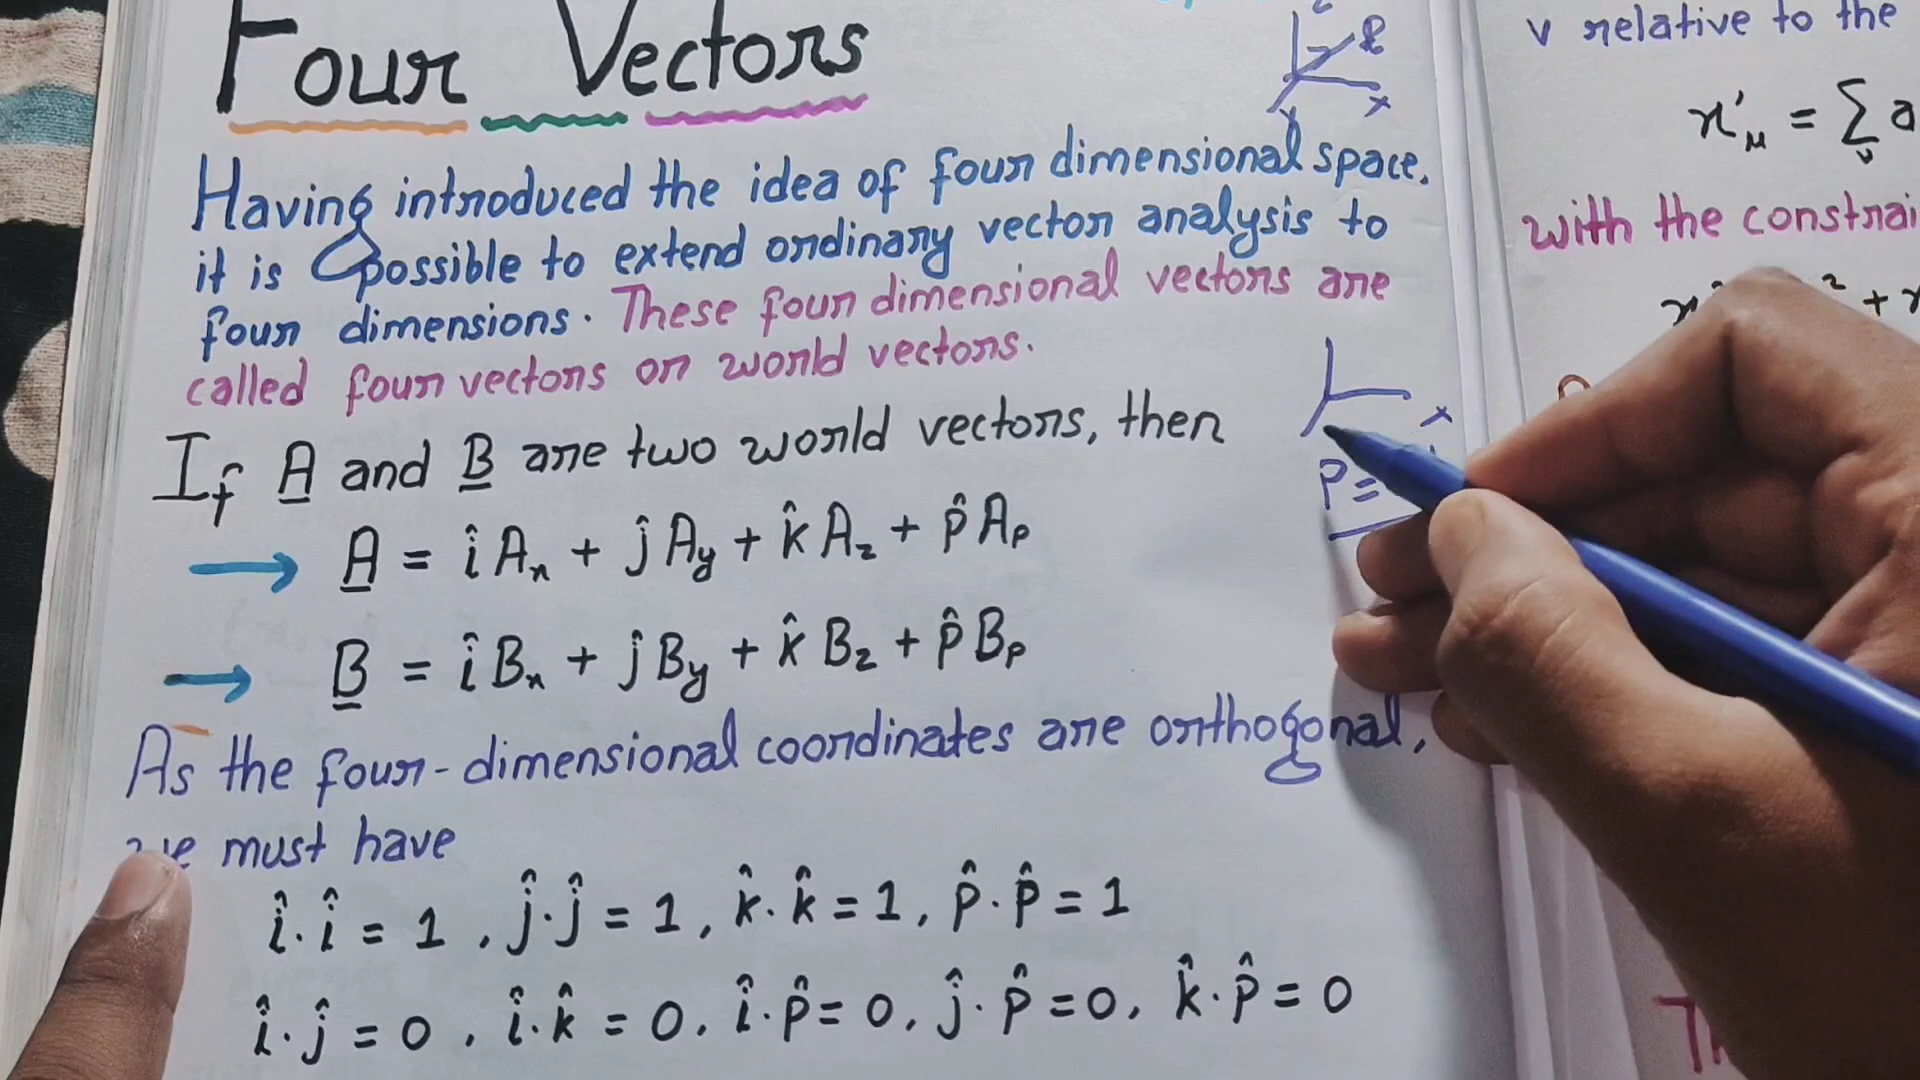 Four Vectors
Having introduced the idea of four dimensional space,
it is possible to extend ordinary vector analysis to
four dimensions. These four dimensional vectors are
called four vectors or world vectors.
x
y
If A and B are two world vectors, then
A = î Ax + ĵ Ay + k̂ Az + p̂ Ap
B = î Bx + ĵ By + k̂ Bz + p̂ Bp
x
P =
As the four-dimensional coordinates are orthogonal,
we must have
î · î = 1 , ĵ · ĵ = 1 , k̂ · k̂ = 1 , p̂ · p̂ = 1
î · ĵ = 0 , î · k̂ = 0 , î · p̂ = 0 , ĵ · p̂ = 0 , k̂ · p̂ = 0
v relative to the
x'μ = Σν a
with the